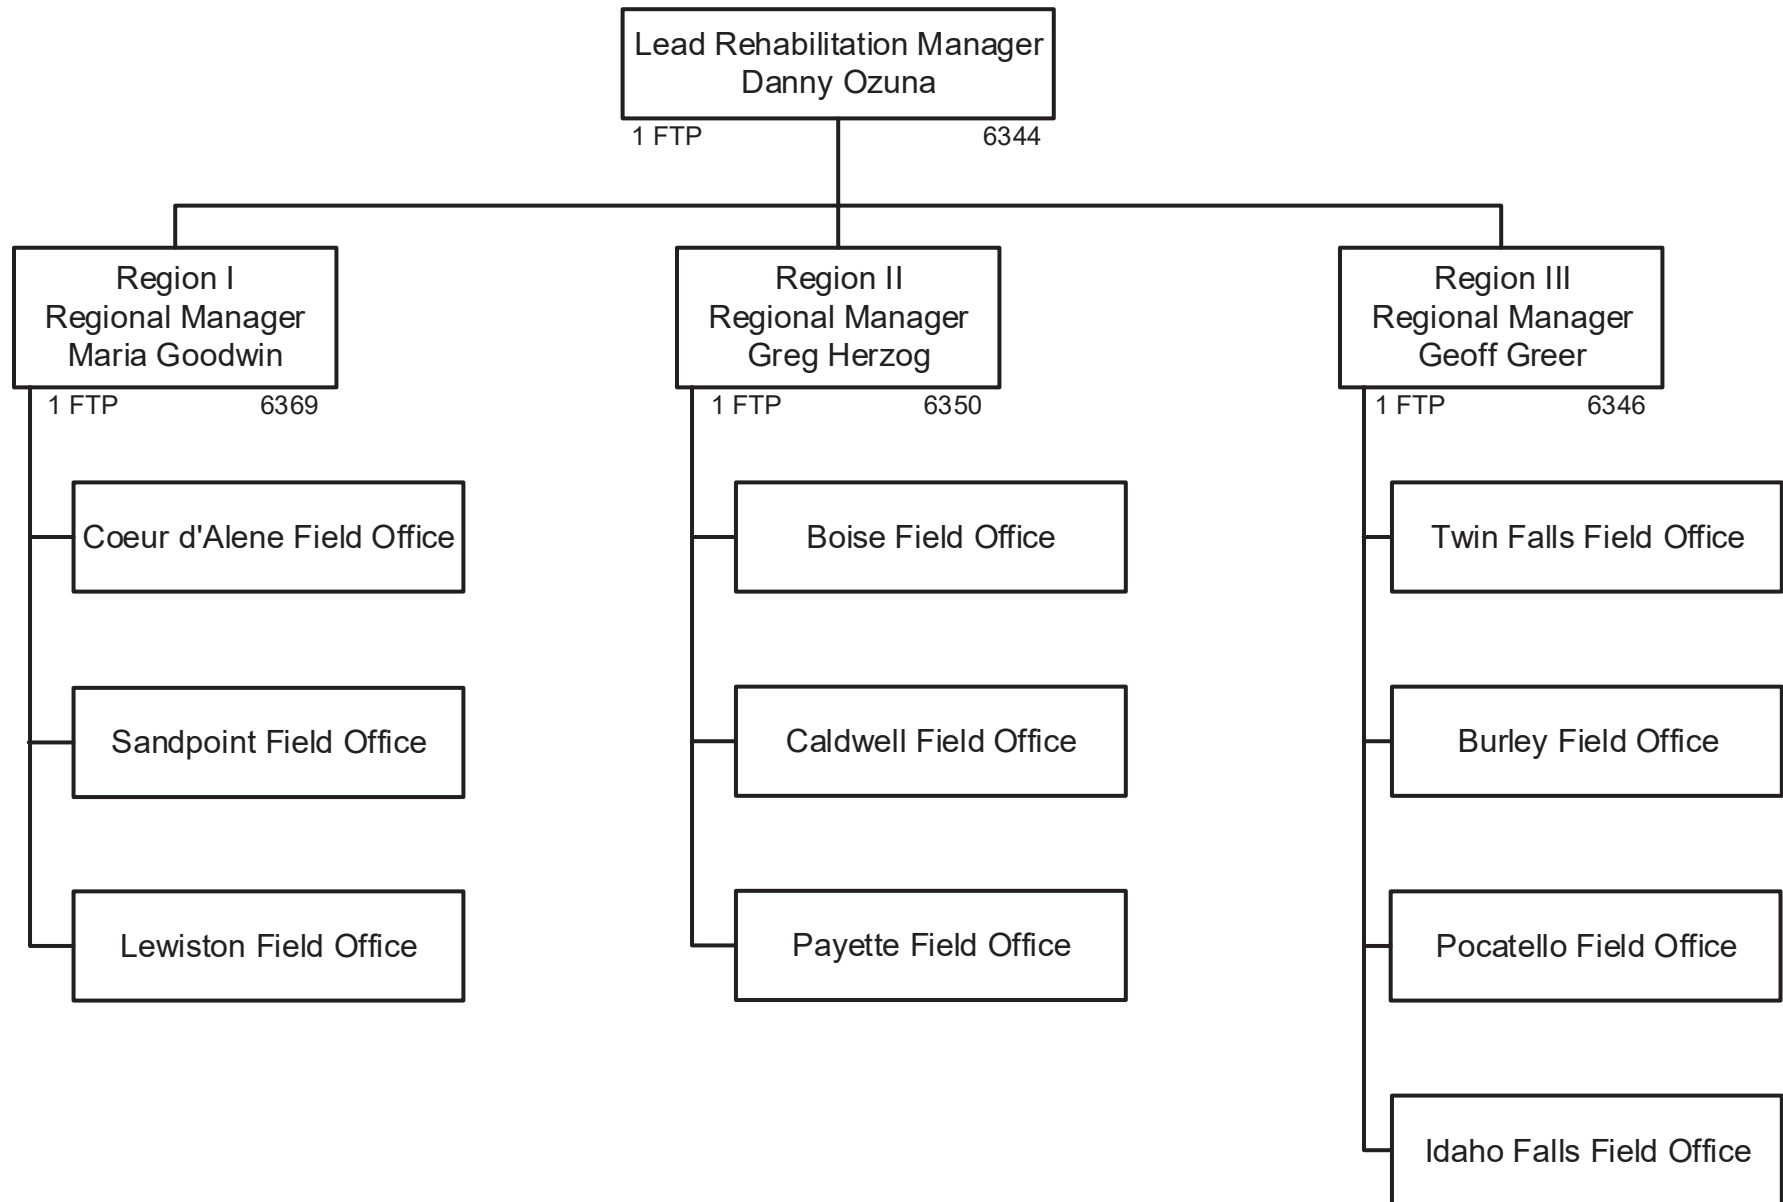 Lead Rehabilitation Manager
Danny Ozuna
1 FTP 6344
Region I
Regional Manager
Maria Goodwin
1 FTP 6369
Coeur d'Alene Field Office
Sandpoint Field Office
Lewiston Field Office
Region II
Regional Manager
Greg Herzog
1 FTP 6350
Boise Field Office
Caldwell Field Office
Payette Field Office
Region III
Regional Manager
Geoff Greer
1 FTP 6346
Twin Falls Field Office
Burley Field Office
Pocatello Field Office
Idaho Falls Field Office